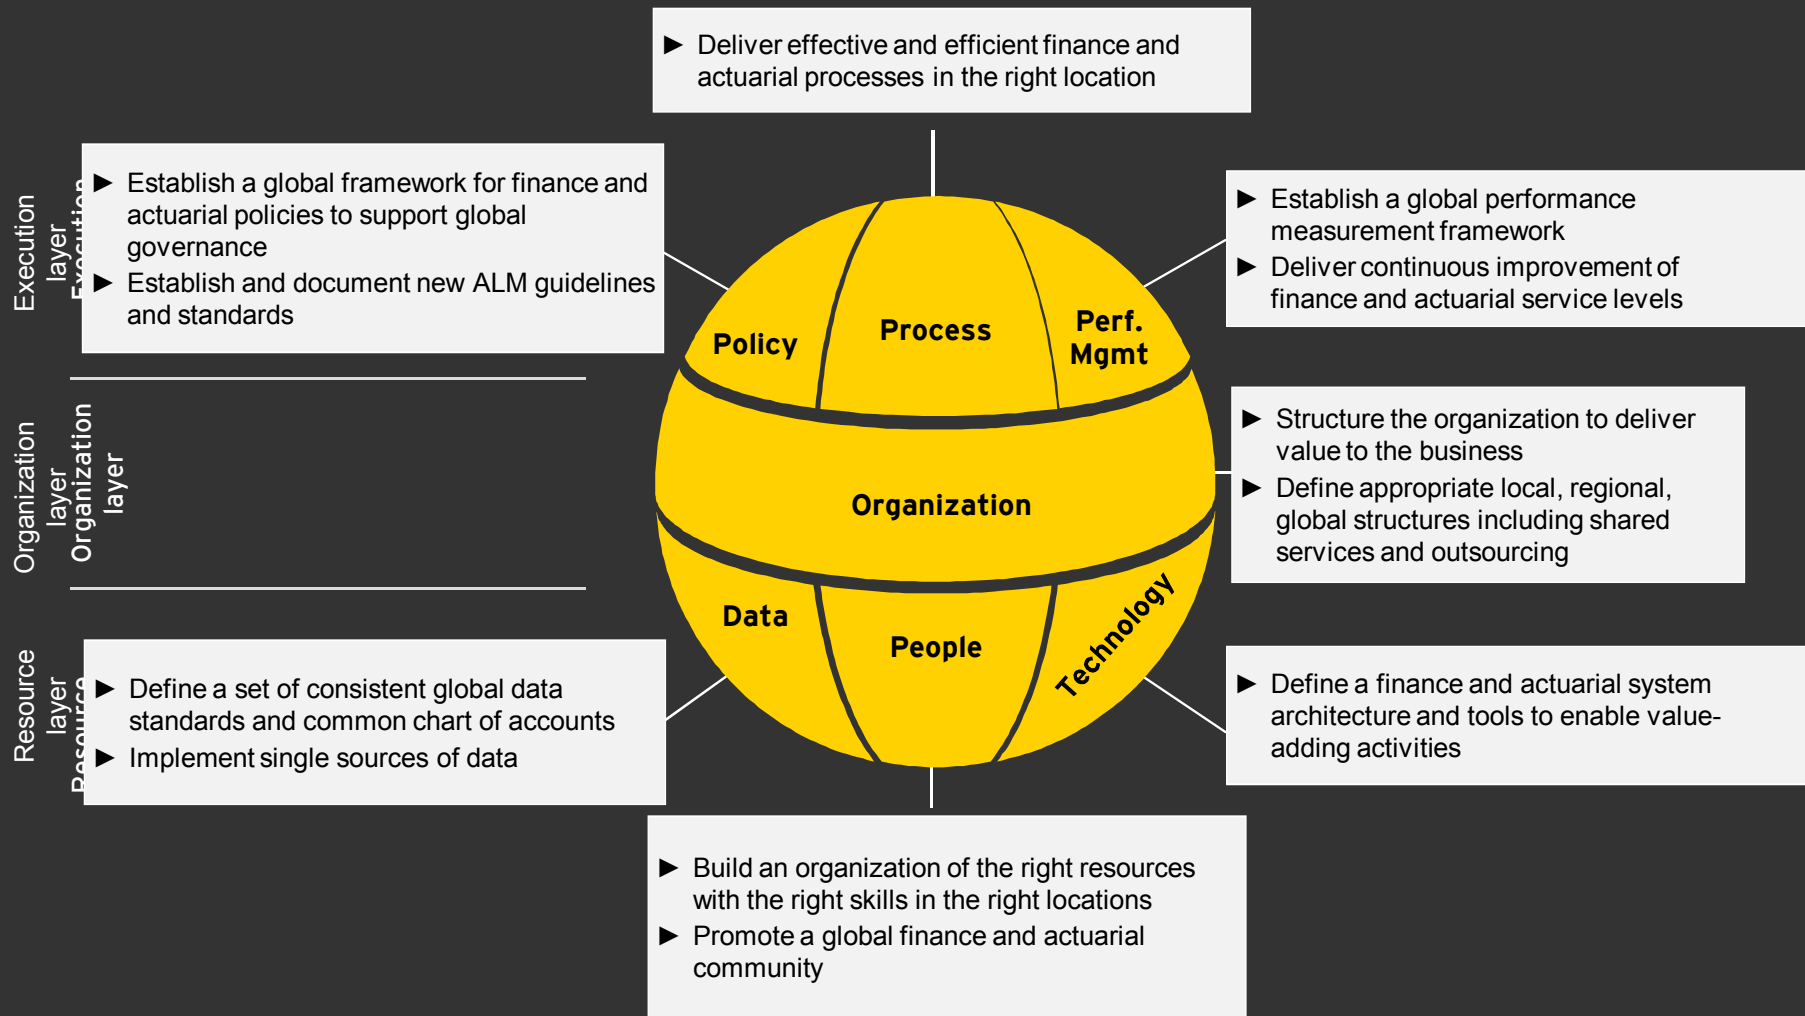 ► Deliver effective and efficient finance and
actuarial processes in the right location
Execution
layer
Execution
► Establish a global framework for finance and
actuarial policies to support global
governance
► Establish and document new ALM guidelines
and standards
► Establish a global performance
measurement framework
► Deliver continuous improvement of
finance and actuarial service levels
Policy
Process
Perf.
Mgmt
Organization
layer
Organization
layer
Organization
► Structure the organization to deliver
value to the business
► Define appropriate local, regional,
global structures including shared
services and outsourcing
Resource
layer
Resource
Data
People
Technology
► Define a set of consistent global data
standards and common chart of accounts
► Implement single sources of data
► Define a finance and actuarial system
architecture and tools to enable value-
adding activities
► Build an organization of the right resources
with the right skills in the right locations
► Promote a global finance and actuarial
community